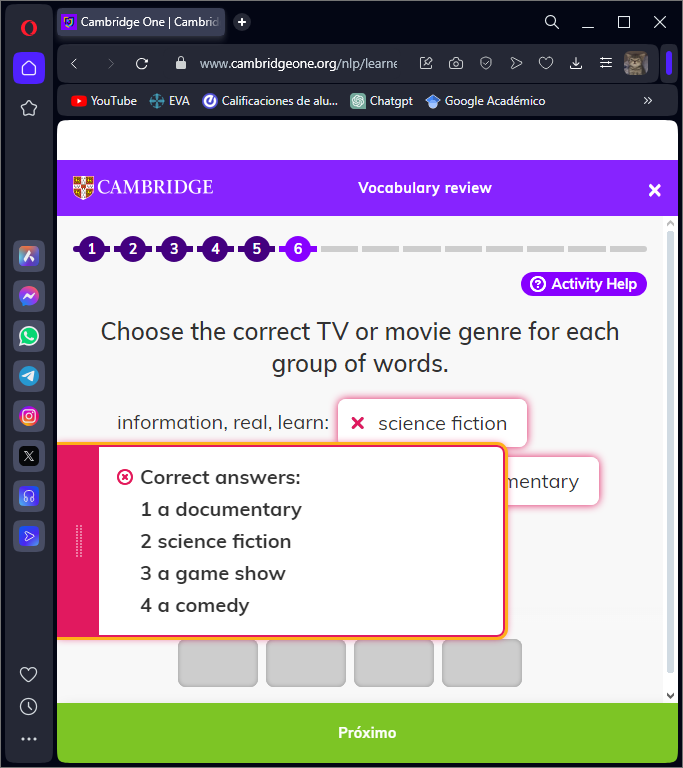 Cambridge One | Cambrid
www.cambridgeone.org/nlp/learne
YouTube
EVA
Calificaciones de alu...
Chatgpt
Google Académico
CAMBRIDGE
Vocabulary review
1 2 3 4 5 6
Activity Help
Choose the correct TV or movie genre for each
group of words.
information, real, learn: science fiction
mentary
Correct answers:
1 a documentary
2 science fiction
3 a game show
4 a comedy
Próximo